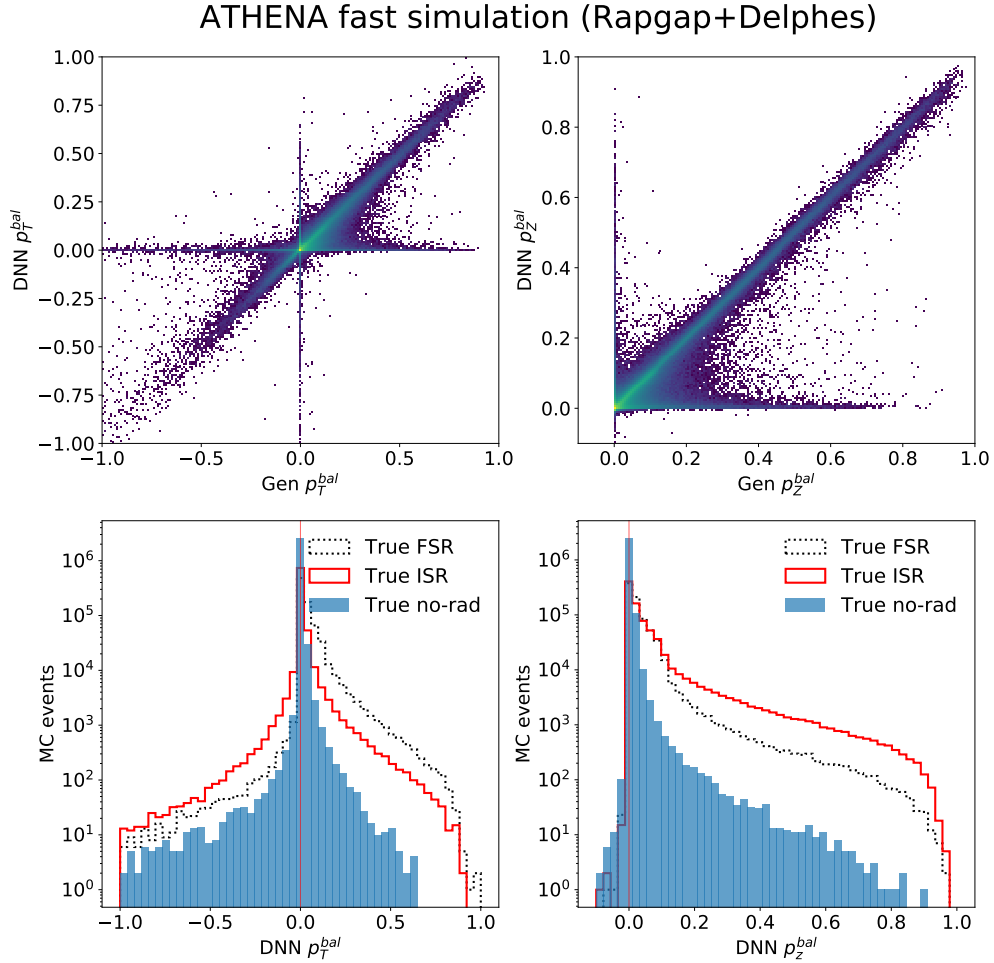 ATHENA fast simulation (Rapgap+Delphes)
1.00
0.75
0.50
0.25
0.00
−0.25
−0.50
−0.75
−1.00
DNN p_T^{bal}
−1.0 −0.5 0.0 0.5 1.0
Gen p_T^{bal}
1.0
0.8
0.6
0.4
0.2
0.0
DNN p_Z^{bal}
0.0 0.2 0.4 0.6 0.8 1.0
Gen p_Z^{bal}
10^6
10^5
10^4
10^3
10^2
10^1
10^0
MC events
True FSR
True ISR
True no-rad
−1.0 −0.5 0.0 0.5 1.0
DNN p_T^{bal}
10^6
10^5
10^4
10^3
10^2
10^1
10^0
MC events
True FSR
True ISR
True no-rad
0.0 0.2 0.4 0.6 0.8 1.0
DNN p_z^{bal}